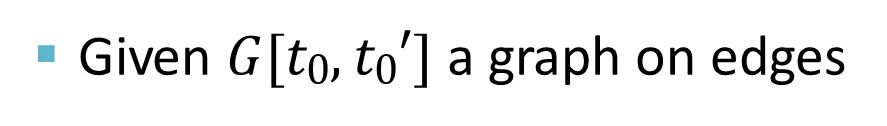 ▪ Given 𝐺[𝑡₀, 𝑡₀′] a graph on edges